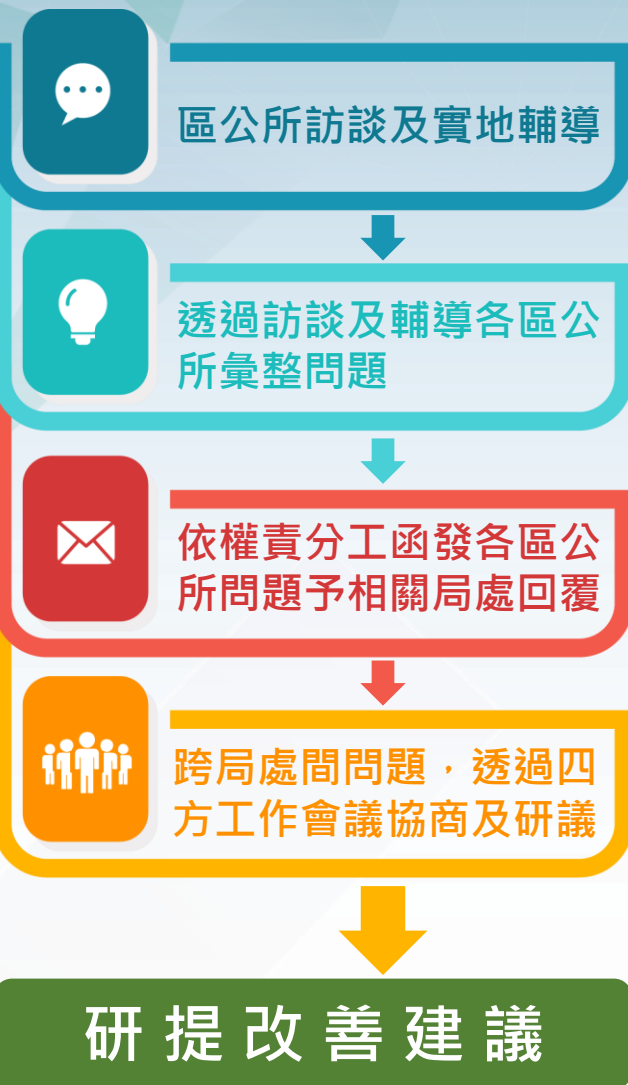 區公所訪談及實地輔導
透過訪談及輔導各區公
所彙整問題
依權責分工函發各區公
所問題予相關局處回覆
跨局處間問題，透過四
方工作會議協商及研議
研提改善建議